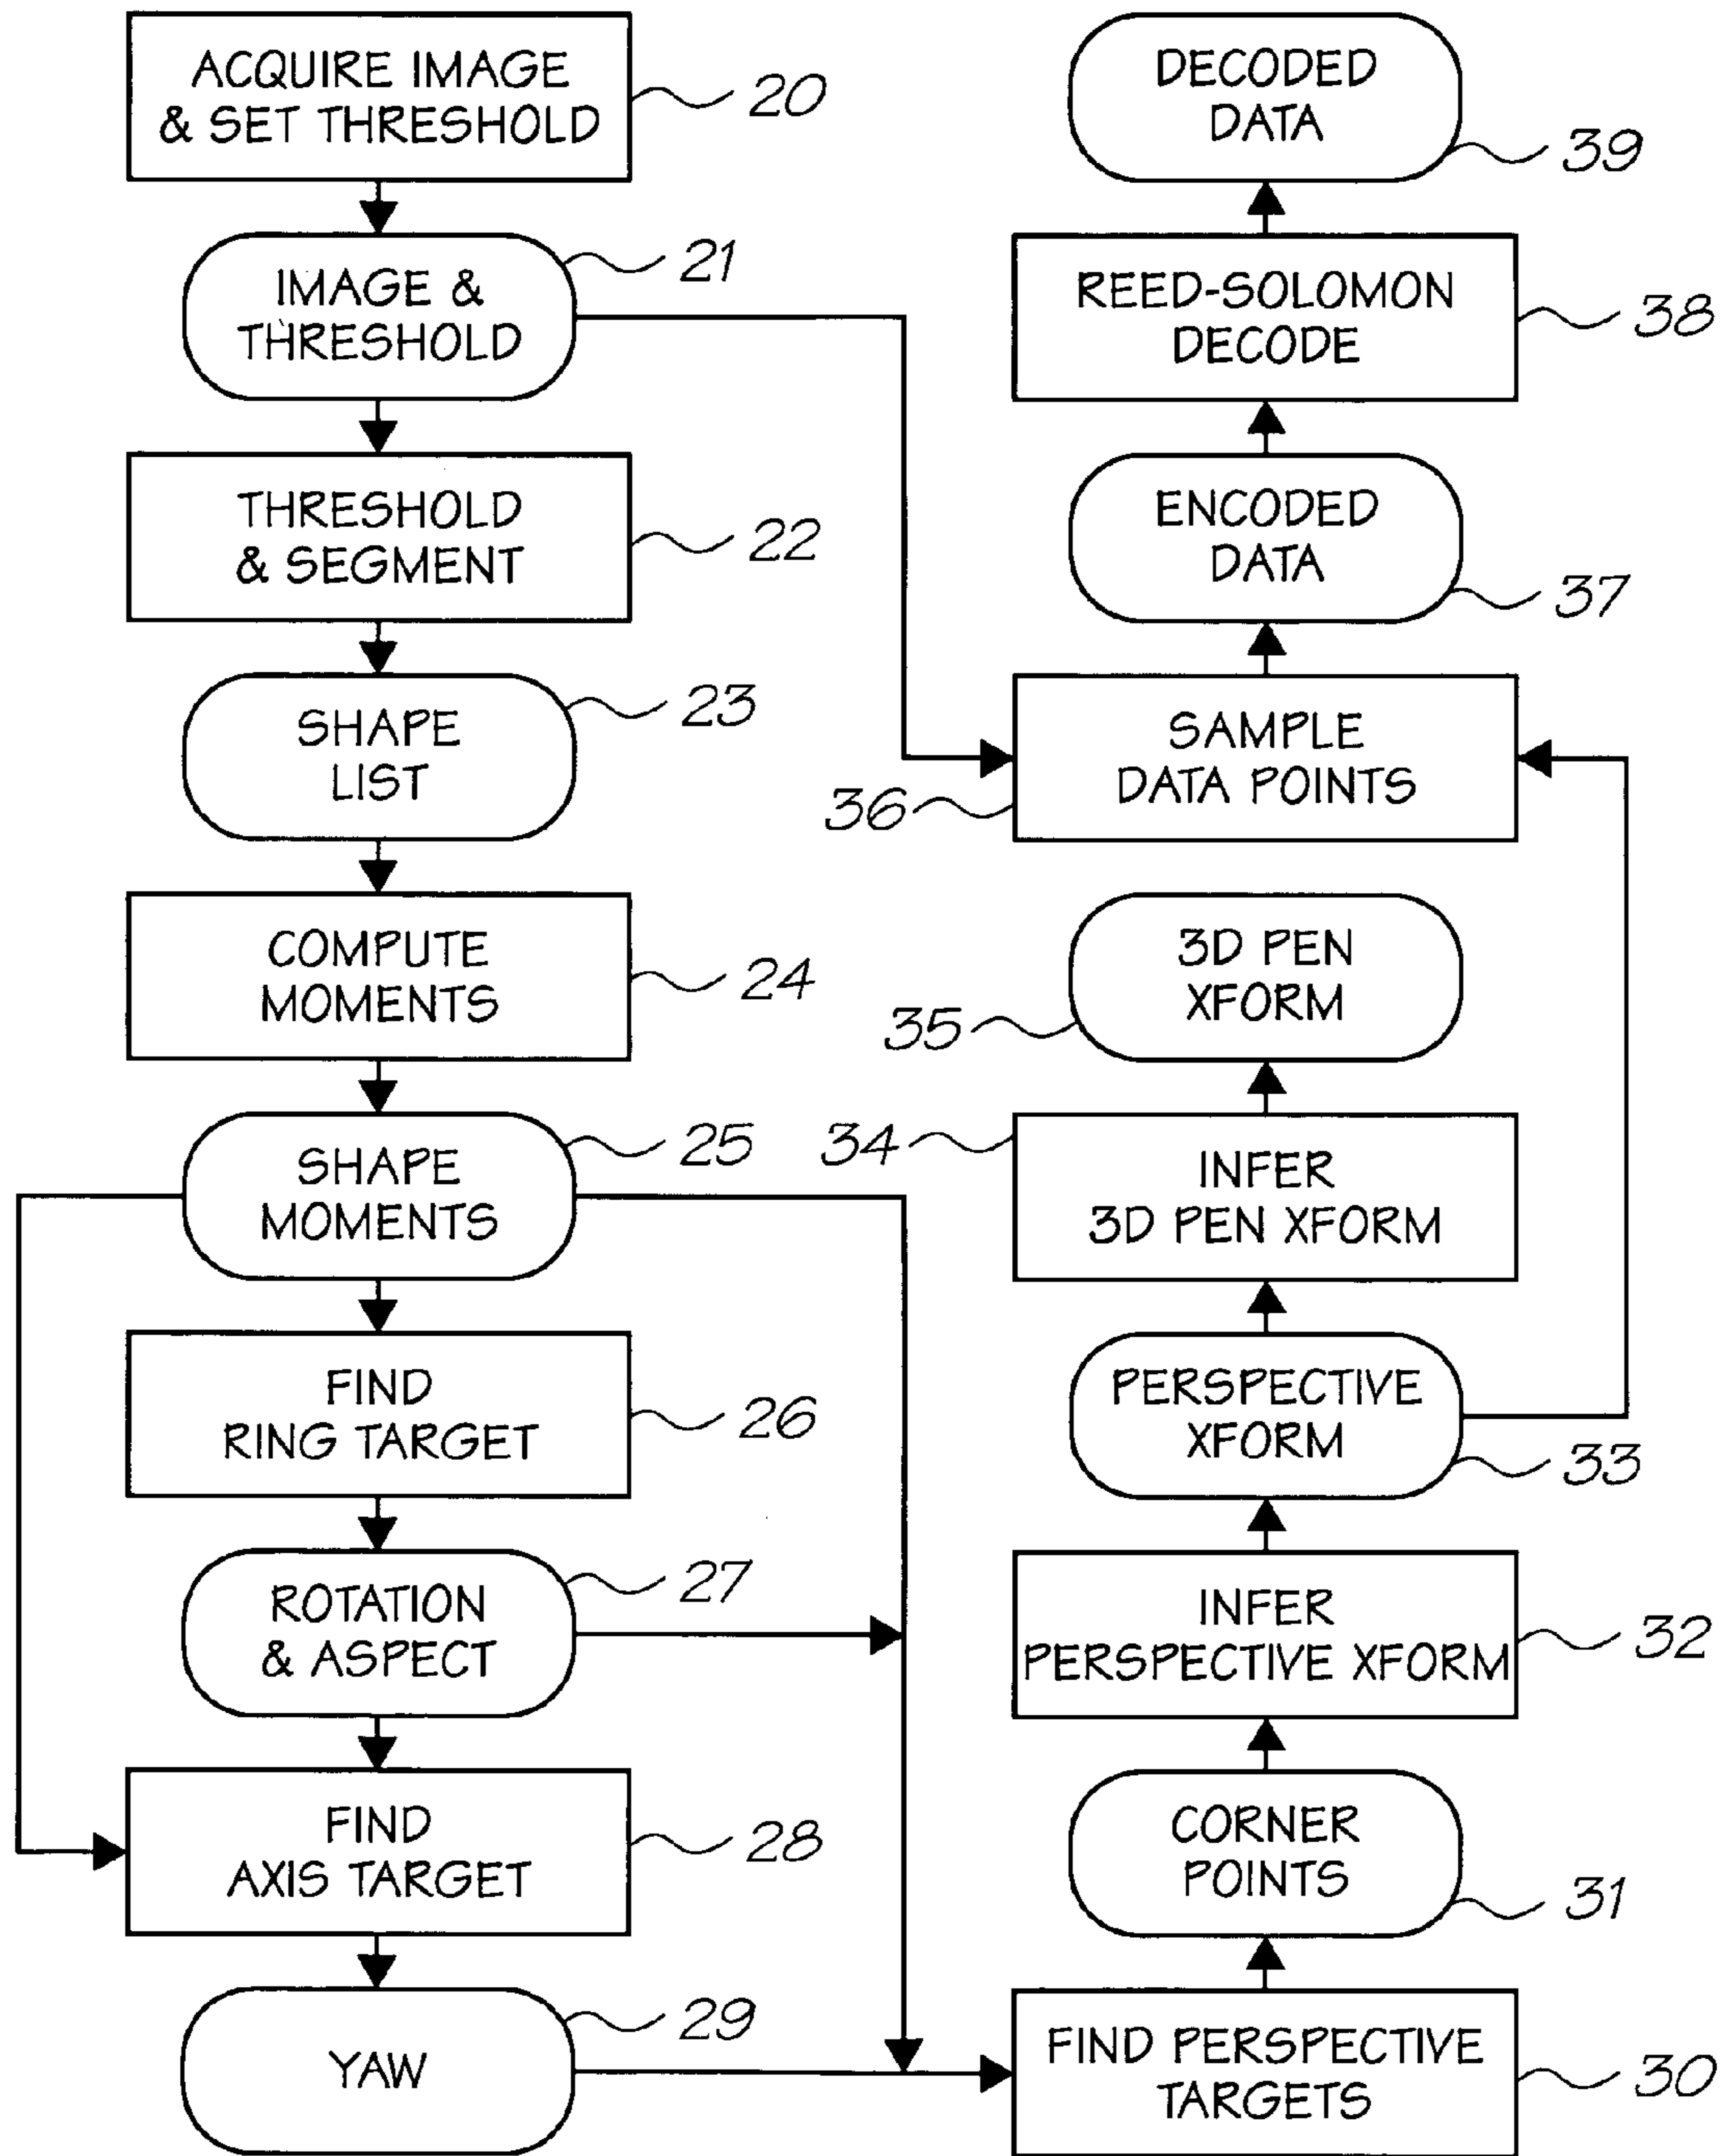 ACQUIRE IMAGE
& SET THRESHOLD
20
IMAGE &
THRESHOLD
21
THRESHOLD
& SEGMENT
22
SHAPE
LIST
23
COMPUTE
MOMENTS
24
SHAPE
MOMENTS
25
FIND
RING TARGET
26
ROTATION
& ASPECT
27
FIND
AXIS TARGET
28
YAW
29
DECODED
DATA
39
REED-SOLOMON
DECODE
38
ENCODED
DATA
37
SAMPLE
DATA POINTS
36
3D PEN
XFORM
35
INFER
3D PEN XFORM
34
PERSPECTIVE
XFORM
33
INFER
PERSPECTIVE XFORM
32
CORNER
POINTS
31
FIND PERSPECTIVE
TARGETS
30